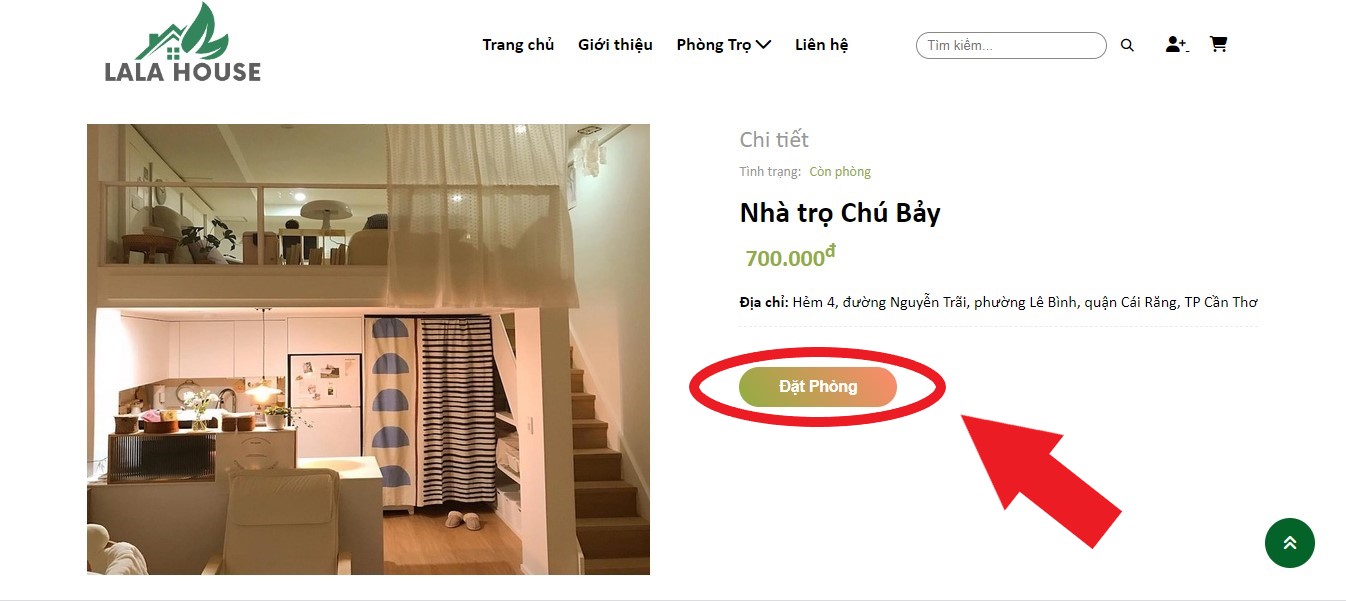 LALA HOUSE
Trang chủ Giới thiệu Phòng Trọ Liên hệ Tìm kiếm...
Chi tiết
Tình trạng: Còn phòng
Nhà trọ Chú Bảy
700.000đ
Địa chỉ: Hẻm 4, đường Nguyễn Trãi, phường Lê Bình, quận Cái Răng, TP Cần Thơ
Đặt Phòng